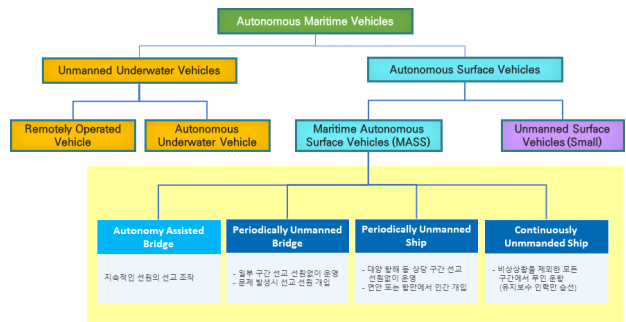 Autonomous Maritime Vehicles
Unmanned Underwater Vehicles
Autonomous Surface Vehicles
Remotely Operated
Vehicle
Autonomous
Underwater Vehicle
Maritime Autonomous
Surface Vehicles (MASS)
Unmanned Surface
Vehicles (Small)
Autonomy Assisted
Bridge
지속적인 선원의 선교 조작
Periodically Unmanned
Bridge
- 일부 구간 선교 선원없이 운영
- 문제 발생시 선교 선원 개입
Periodically Unmanned
Ship
- 대양 항해 등 상당 구간 선교
선원없이 운영
- 연안 또는 항만에서 인간 개입
Continuously
Unmmanded Ship
- 비상상황를 제외한 모든
구간에서 무인 운항
(유지보수 인력만 승선)